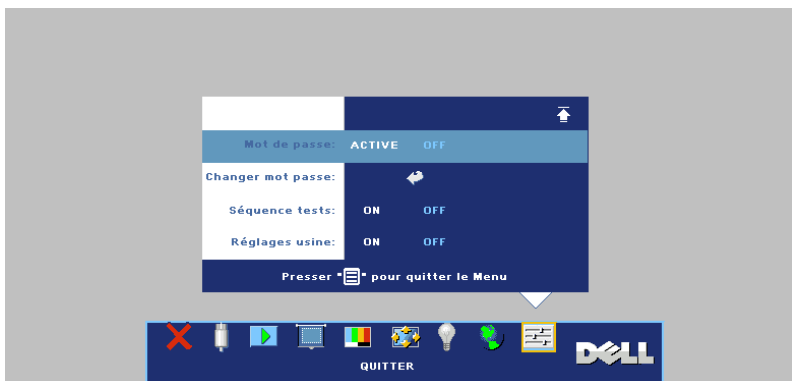 Mot de passe: ACTIVE OFF
Changer mot passe:
Séquence tests: ON OFF
Réglages usine: ON OFF
Presser "" pour quitter le Menu
QUITTER
DELL